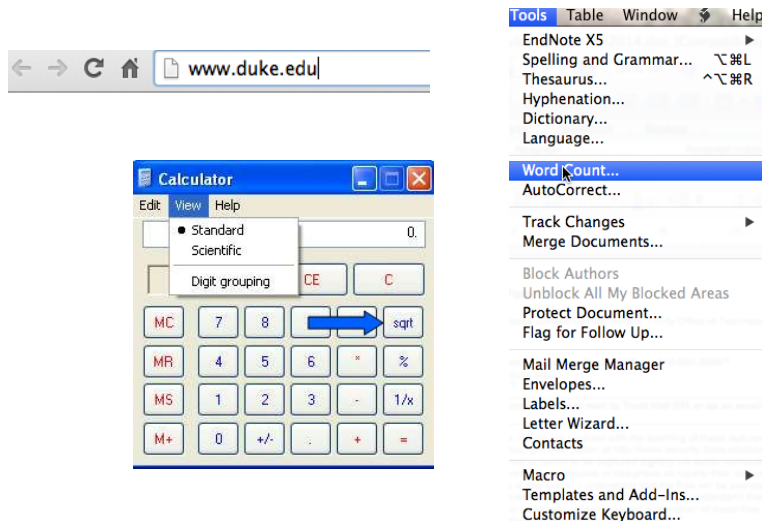 www.duke.edu
Calculator
Edit View Help
Standard
Scientific
Digit grouping
0.
CE C
MC 7 8 sqrt
MR 4 5 6 * %
MS 1 2 3 - 1/x
M+ 0 +/- . + =
Tools Table Window Help
EndNote X5
Spelling and Grammar... ⌥⌘L
Thesaurus... ^⌥⌘R
Hyphenation...
Dictionary...
Language...
Word Count...
AutoCorrect...
Track Changes
Merge Documents...
Block Authors
Unblock All My Blocked Areas
Protect Document...
Flag for Follow Up...
Mail Merge Manager
Envelopes...
Labels...
Letter Wizard...
Contacts
Macro
Templates and Add-Ins...
Customize Keyboard...